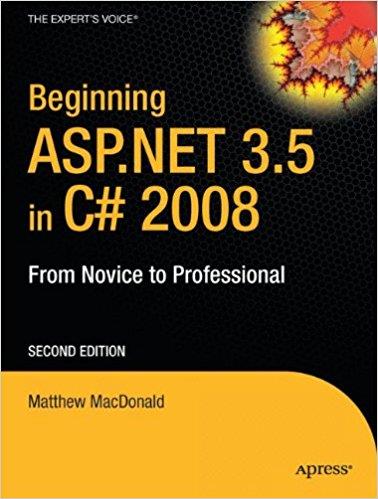 THE EXPERT'S VOICE®
Beginning
ASP.NET 3.5
in C# 2008
From Novice to Professional
SECOND EDITION
Matthew MacDonald
Apress®